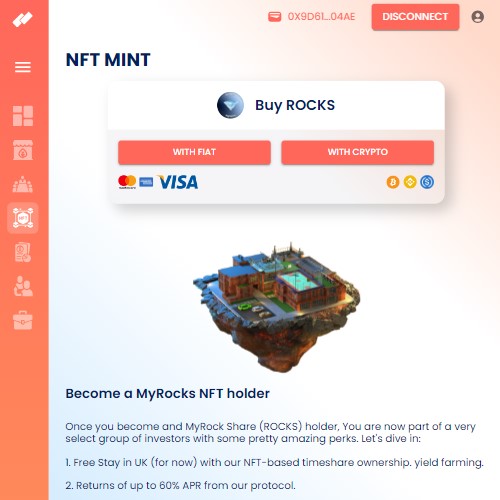 0X9D61...04AE
DISCONNECT
NFT MINT
Buy ROCKS
WITH FIAT
WITH CRYPTO
VISA
Become a MyRocks NFT holder
Once you become and MyRock Share (ROCKS) holder, You are now part of a very
select group of investors with some pretty amazing perks. Let's dive in:
1. Free Stay in UK (for now) with our NFT-based timeshare ownership. yield farming.
2. Returns of up to 60% APR from our protocol.